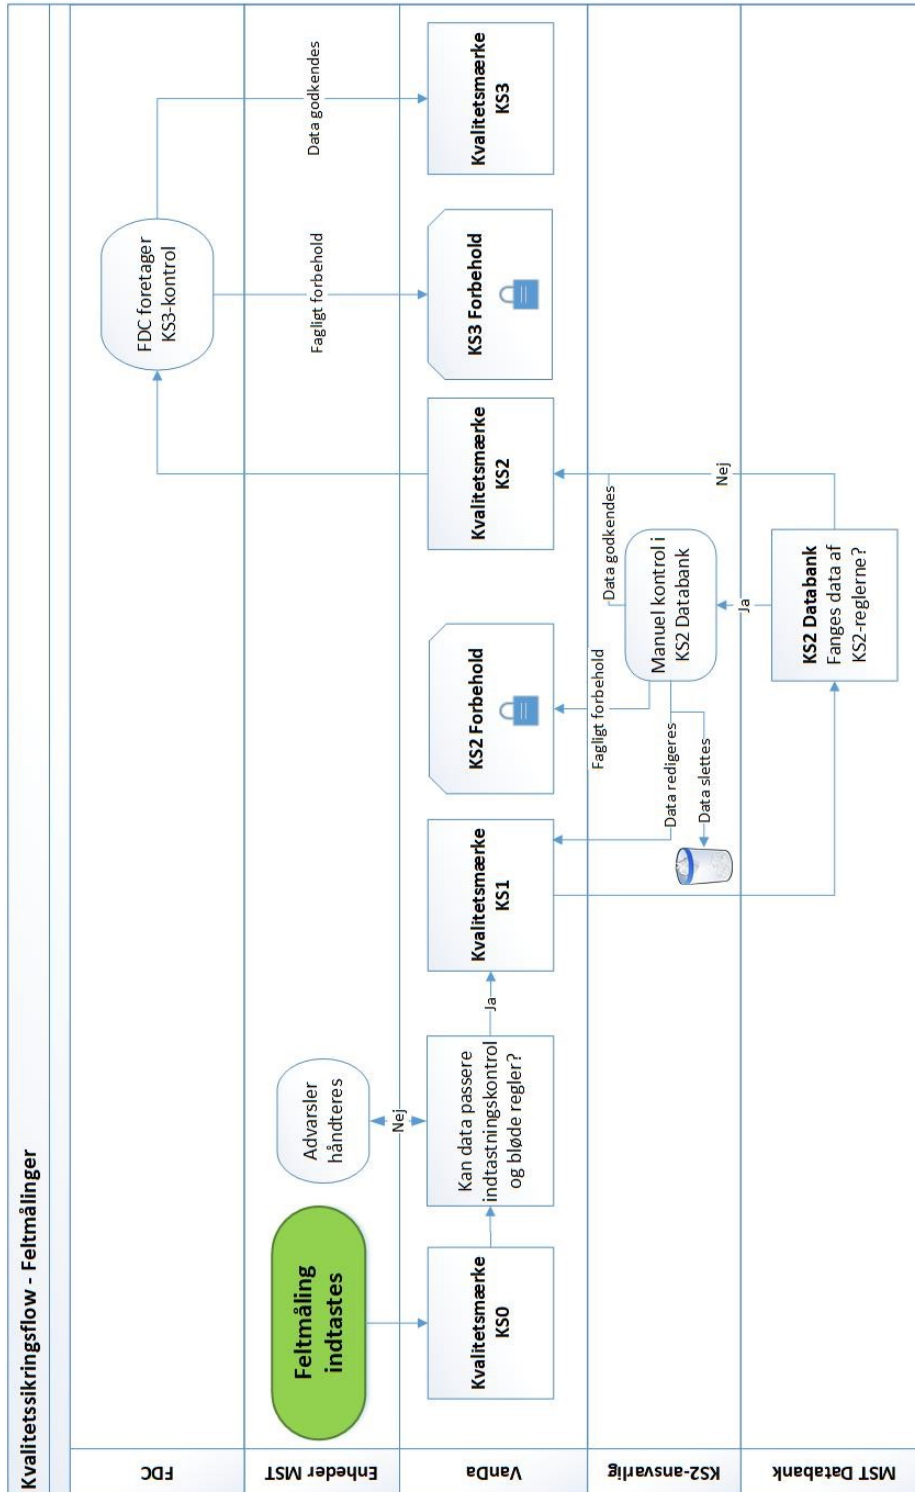 Kvalitetssikringsflow - Feltmålinger
FDC
FDC foretager
KS3-kontrol
Enheder MST
Feltmåling
indtastes
Advarsler
håndteres
Nej
Fagligt forbehold
Data godkendes
VanDa
Kvalitetsmærke
KS0
Kan data passere
indtastningskontrol
og bløde regler?
Ja
Kvalitetsmærke
KS1
KS2 Forbehold
Kvalitetsmærke
KS2
KS3 Forbehold
Kvalitetsmærke
KS3
KS2-ansvarlig
Data redigeres
Data slettes
Fagligt forbehold
Manuel kontrol i
KS2 Databank
Data godkendes
Ja
Nej
MST Databank
KS2 Databank
Fanges data af
KS2-reglerne?